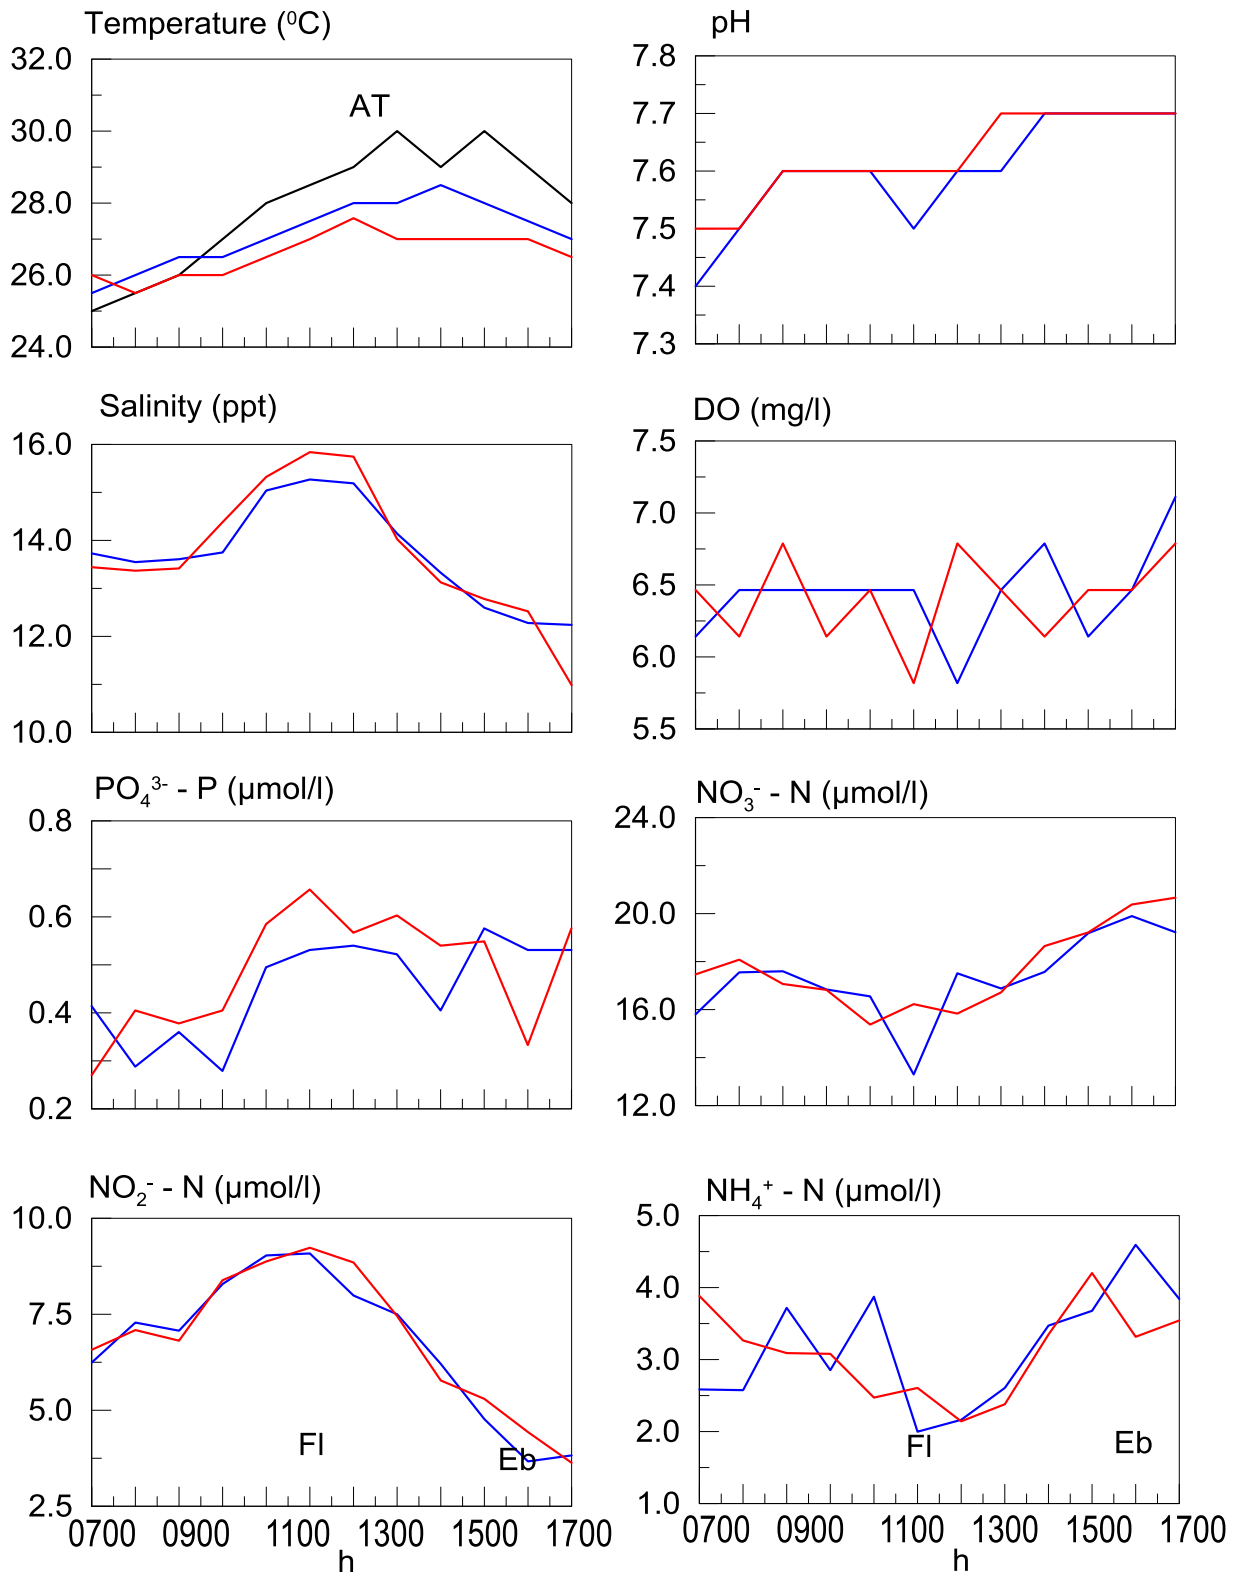 Temperature (⁰C)
32.0
30.0
28.0
26.0
24.0
AT
pH
7.8
7.7
7.6
7.5
7.4
7.3
Salinity (ppt)
16.0
14.0
12.0
10.0
DO (mg/l)
7.5
7.0
6.5
6.0
5.5
PO₄³⁻ - P (µmol/l)
0.8
0.6
0.4
0.2
NO₃⁻ - N (µmol/l)
24.0
20.0
16.0
12.0
NO₂⁻ - N (µmol/l)
10.0
7.5
5.0
2.5
Fl
Eb
0700 0900 1100 1300 1500 1700
h
NH₄⁺ - N (µmol/l)
5.0
4.0
3.0
2.0
1.0
Fl
Eb
0700 0900 1100 1300 1500 1700
h